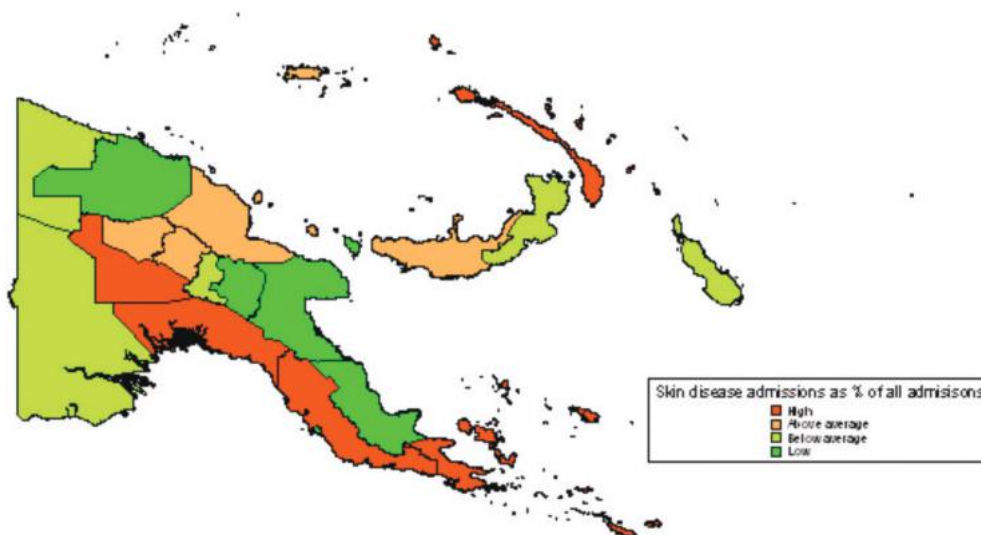 Skin disease admissions as % of all admisisons
High
Above average
Below average
Low